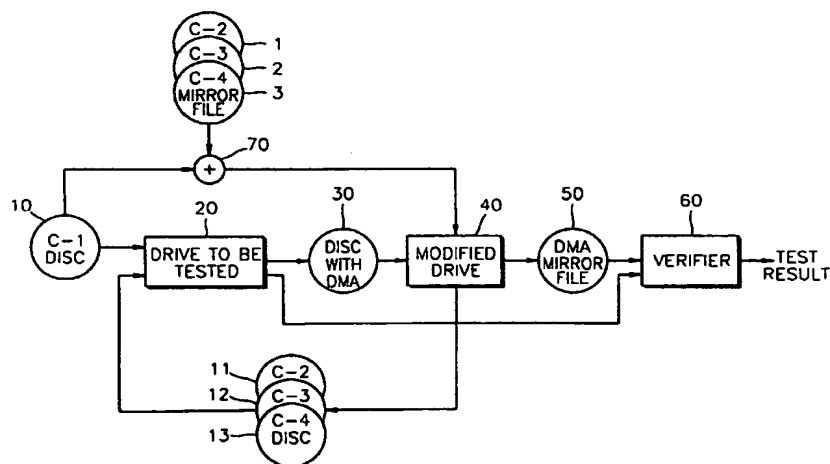 C-2
1
C-3
2
C-4
MIRROR
FILE
3
70
10
C-1
DISC
20
DRIVE TO BE
TESTED
30
DISC
WITH
DMA
40
MODIFIED
DRIVE
50
DMA
MIRROR
FILE
60
VERIFIER
TEST
RESULT
11
C-2
12
C-3
13
C-4
DISC